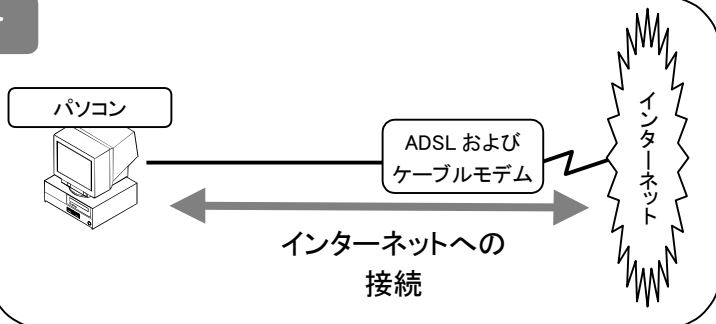 パソコン
ADSL および
ケーブルモデム
インターネット
インターネットへの
接続